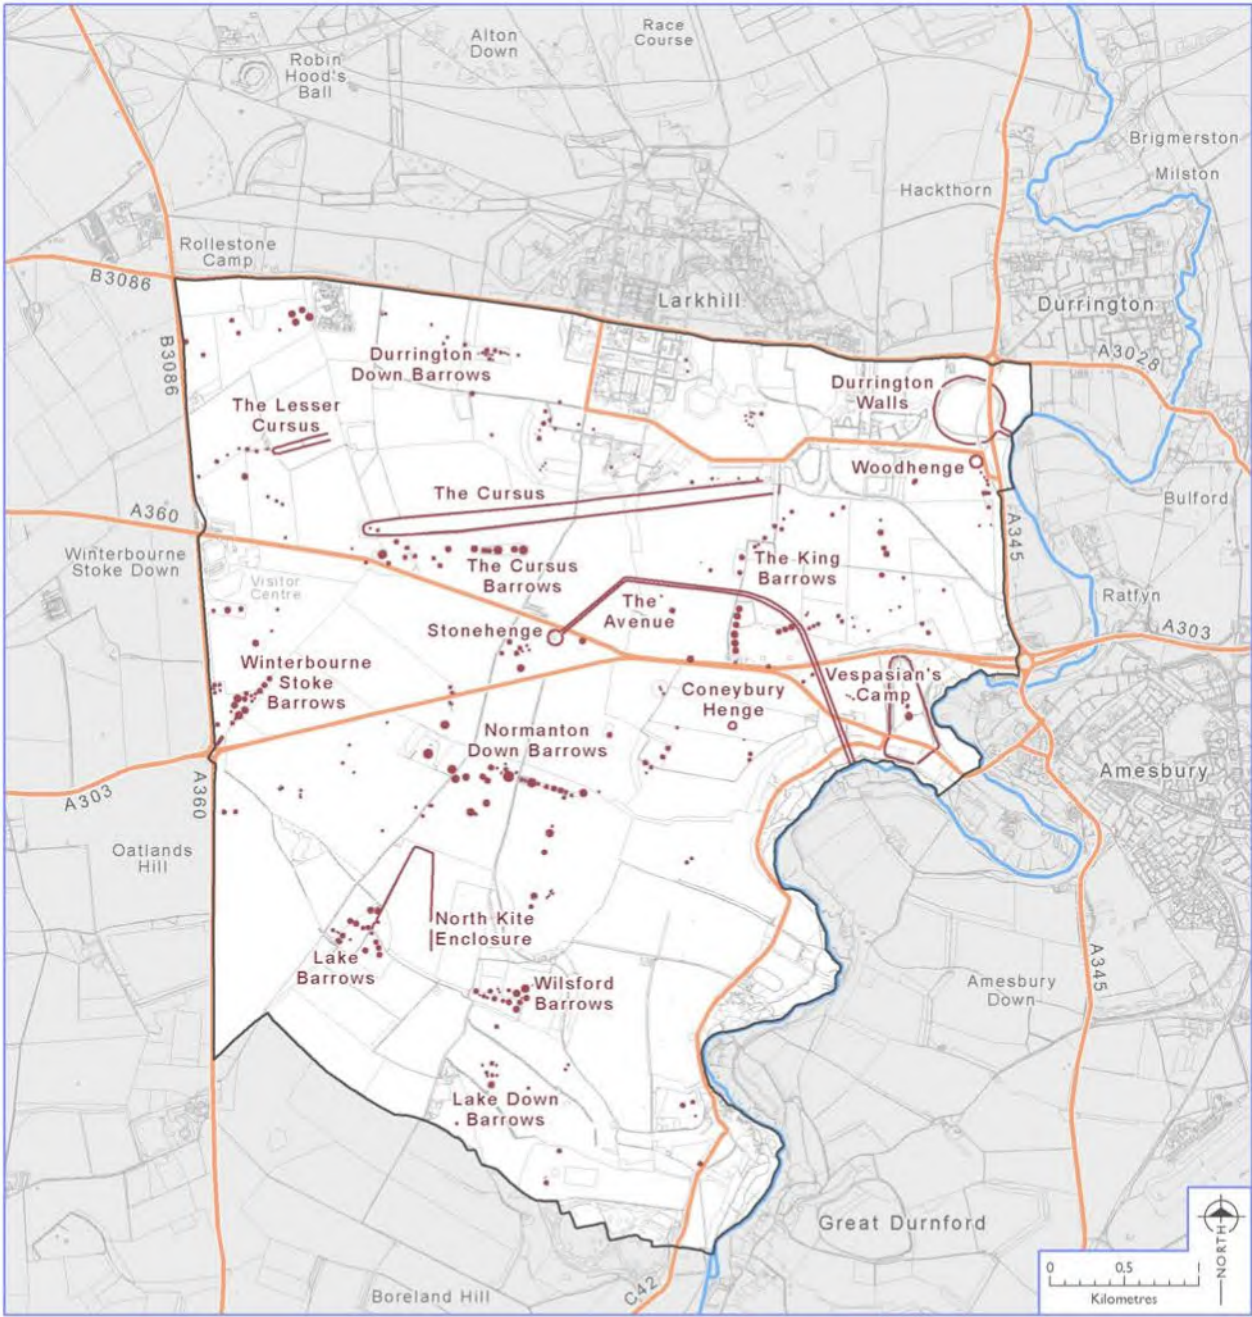 Alton
Down
Race
Course
Robin
Hood's
Ball
Brigmerston
Milston
Hackthorn
Rollestone
Camp
B3086
Larkhill
Durrington
B3086
A3028
Durrington
Down Barrows
Durrington
Walls
The Lesser
Cursus
Woodhenge
The Cursus
Bulford
A360
A345
Winterbourne
Stoke Down
Visitor
Centre
The Cursus
Barrows
The King
Barrows
Ratfyn
The
Avenue
Stonehenge
A303
Winterbourne
Stoke
Barrows
Coneybury
Henge
Vespasian's
Camp
Normanton
Down Barrows
Amesbury
A303
A360
Oatlands
Hill
North Kite
Enclosure
Lake
Barrows
Wilsford
Barrows
Amesbury
Down
A345
Lake Down
Barrows
Great Durnford
Boreland Hill
C42
NORTH
0 0.5 1
Kilometres